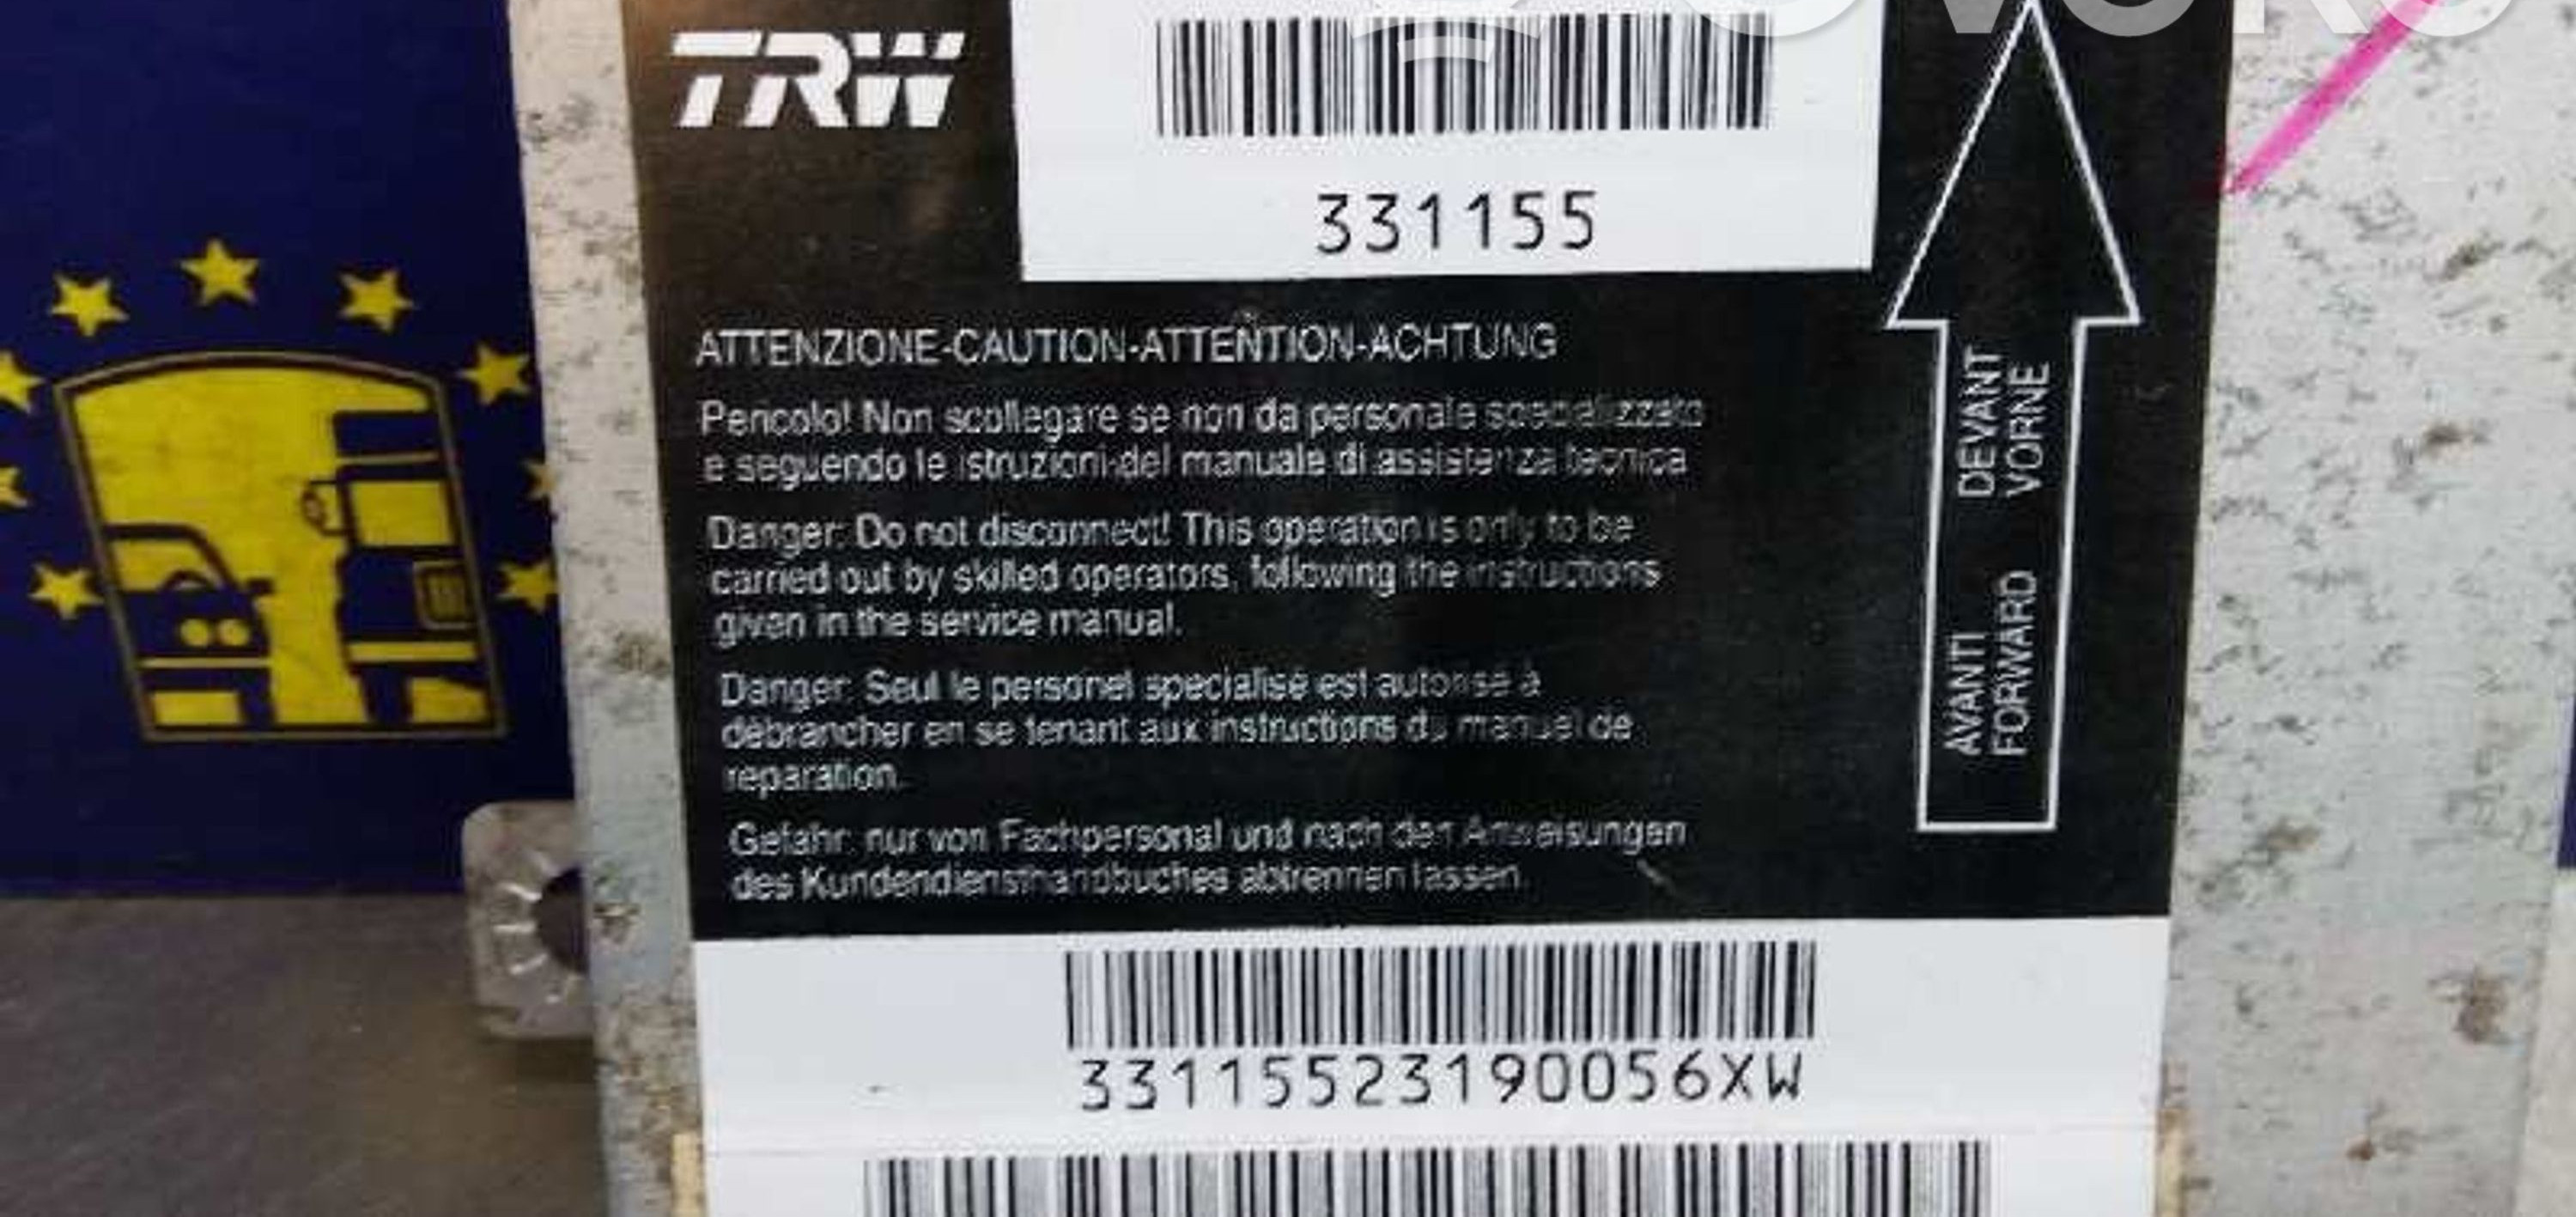 TRW
331155
ATTENZIONE-CAUTION-ATTENTION-ACHTUNG
Pericolo! Non scollegare se non da personale specializzato
e seguendo le istruzioni del manuale di assistenza tecnica
Danger: Do not disconnect! This operation is only to be
carried out by skilled operators, following the instructions
given in the service manual.
Danger: Seul le personel specialisé est autorisé à
débrancher en se tenant aux instructions du manuel de
reparation.
Gefahr: nur von Fachpersonal und nach den Anweisungen
des Kundendiensthandbuches abtrennen lassen.
DEVANT
VORNE
AVANTI
FORWARD
33115523190056XW